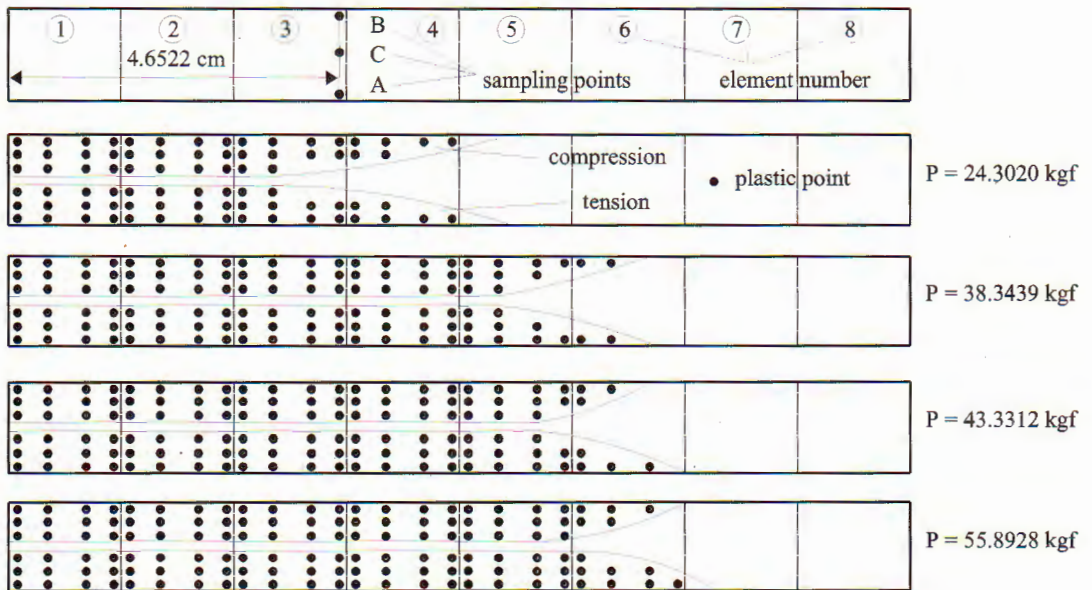 ① ② ③ B ④ ⑤ ⑥ ⑦ ⑧
4.6522 cm C
A sampling points element number
compression
tension
plastic point
P = 24.3020 kgf
P = 38.3439 kgf
P = 43.3312 kgf
P = 55.8928 kgf